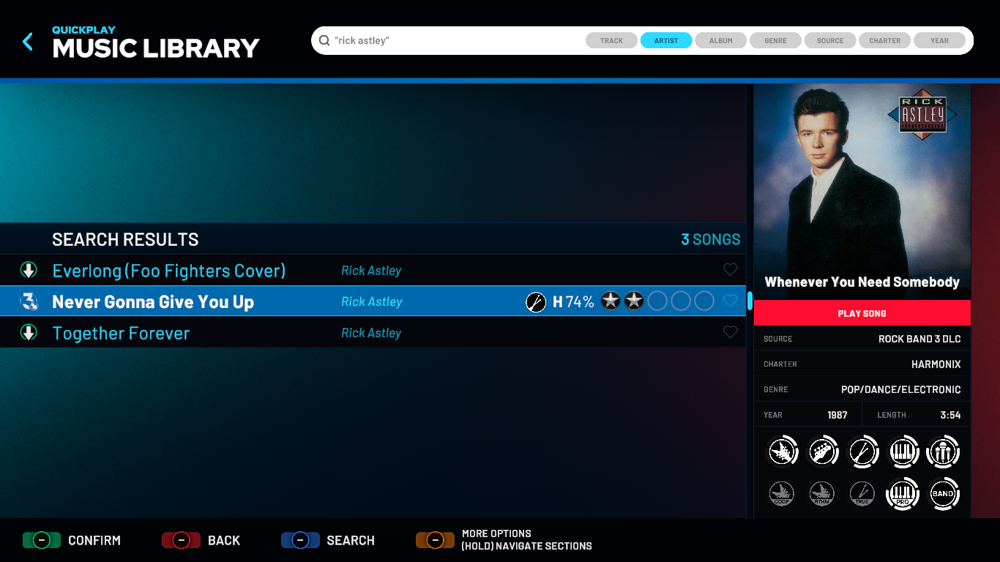 QUICKPLAY
MUSIC LIBRARY
"rick astley"
TRACK
ARTIST
ALBUM
GENRE
SOURCE
CHARTER
YEAR
RICK
ASTLEY
SEARCH RESULTS
3 SONGS
Everlong (Foo Fighters Cover)
Rick Astley
3
Never Gonna Give You Up
Rick Astley
H 74%
Together Forever
Rick Astley
Whenever You Need Somebody
PLAY SONG
SOURCE
ROCK BAND 3 DLC
CHARTER
HARMONIX
GENRE
POP/DANCE/ELECTRONIC
YEAR
1987
LENGTH
3:54
COOP
RTHM
TRUE
PRO
BAND
CONFIRM
BACK
SEARCH
MORE OPTIONS
(HOLD) NAVIGATE SECTIONS